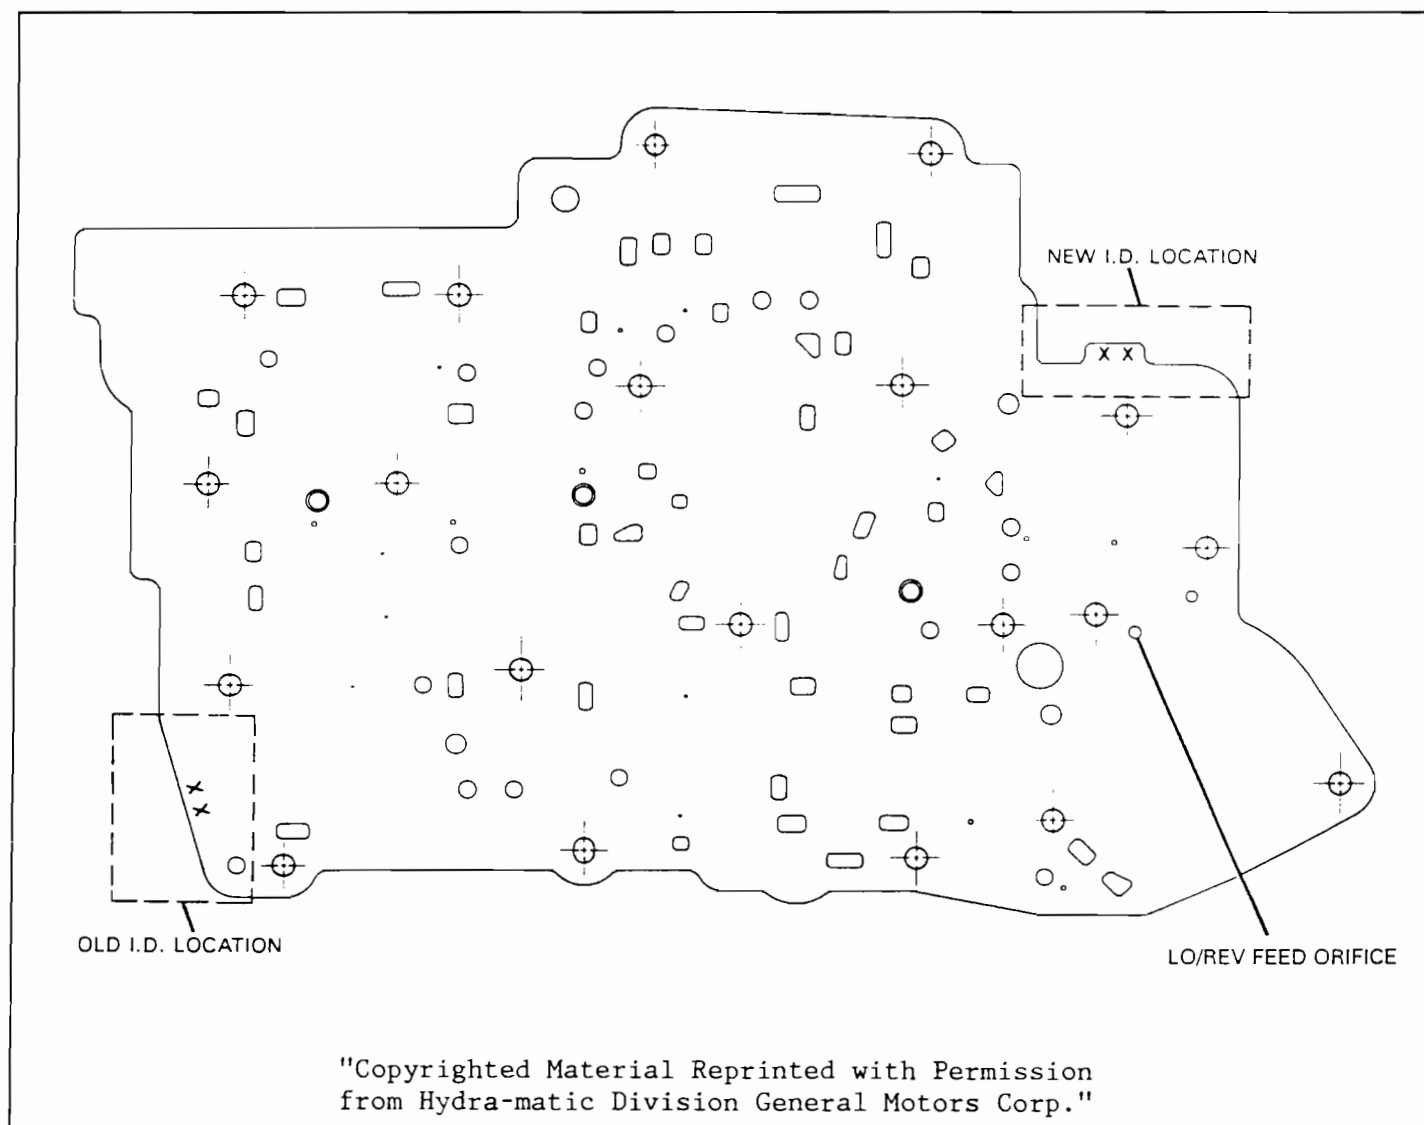 NEW I.D. LOCATION
X X
X
X
OLD I.D. LOCATION
LO/REV FEED ORIFICE
"Copyrighted Material Reprinted with Permission
from Hydra-matic Division General Motors Corp."